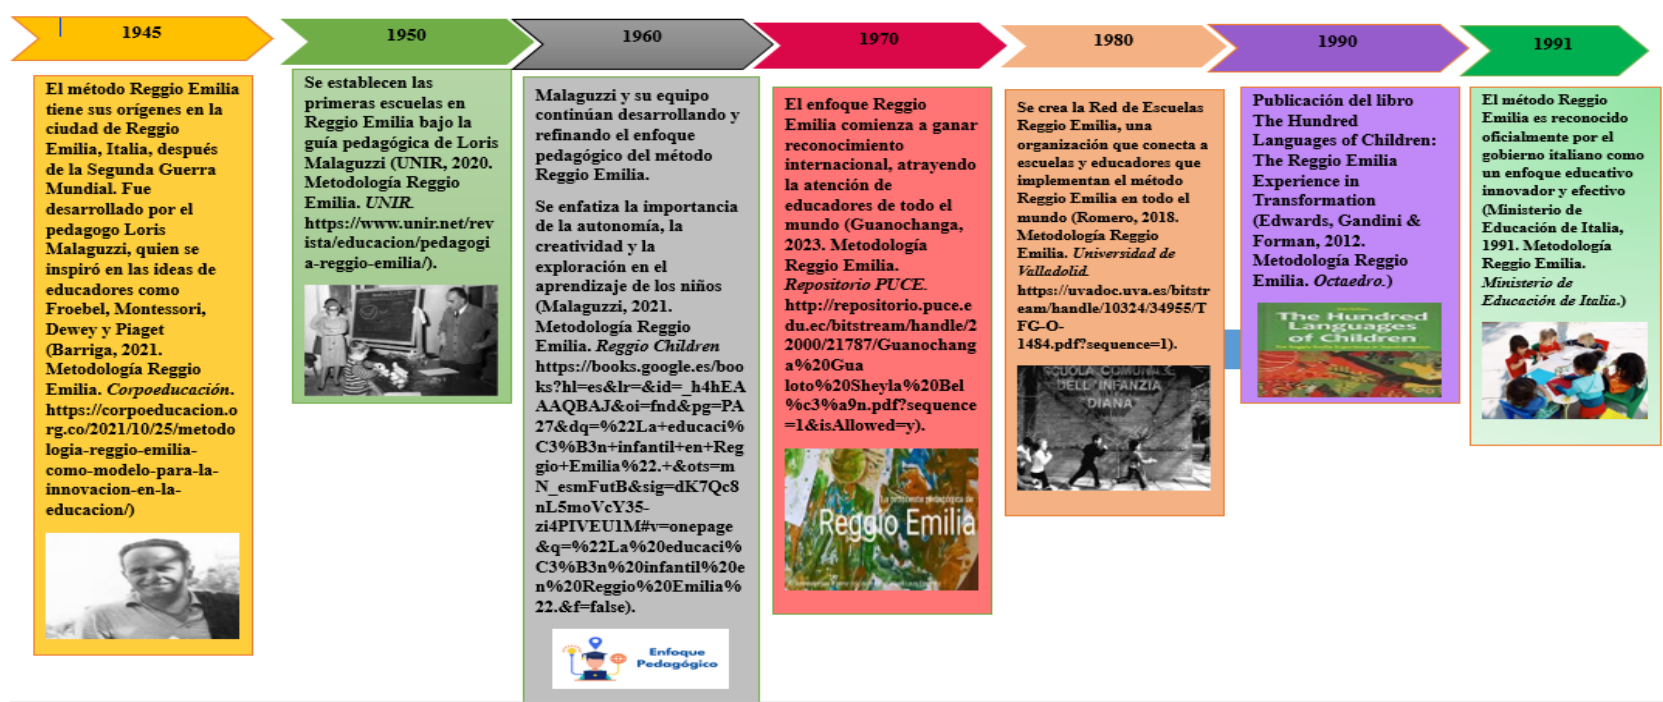 1945
El método Reggio Emilia
tiene sus orígenes en la
ciudad de Reggio
Emilia, Italia, después
de la Segunda Guerra
Mundial. Fue
desarrollado por el
pedagogo Loris
Malaguzzi, quien se
inspiró en las ideas de
educadores como
Froebel, Montessori,
Dewey y Piaget
(Barriga, 2021.
Metodología Reggio
Emilia. Corpoeducación.
https://corpoeducacion.o
rg.co/2021/10/25/metodo
logia-reggio-emilia-
como-modelo-para-la-
innovacion-en-la-
educacion/)
1950
Se establecen las
primeras escuelas en
Reggio Emilia bajo la
guía pedagógica de Loris
Malaguzzi (UNIR, 2020.
Metodología Reggio
Emilia. UNIR.
https://www.unir.net/rev
ista/educacion/pedagogi
a-reggio-emilia/).
1960
Malaguzzi y su equipo
continúan desarrollando y
refinando el enfoque
pedagógico del método
Reggio Emilia.
Se enfatiza la importancia
de la autonomía, la
creatividad y la
exploración en el
aprendizaje de los niños
(Malaguzzi, 2021.
Metodología Reggio
Emilia. Reggio Children
https://books.google.es/boo
ks?hl=es&lr=&id=_h4hEA
AAQBAJ&oi=fnd&pg=PA
27&dq=%22La+educaci%
C3%B3n+infantil+en+Reg
gio+Emilia%22.+&ots=m
N_esmFutB&sig=dK7Qc8
nL5moVcY35-
zi4PIVEU1M#v=onepage
&q=%22La%20educaci%
C3%B3n%20infantil%20e
n%20Reggio%20Emilia%
22.&f=false).
Enfoque
Pedagógico
1970
El enfoque Reggio
Emilia comienza a ganar
reconocimiento
internacional, atrayendo
la atención de
educadores de todo el
mundo (Guanochanga,
2023. Metodología
Reggio Emilia.
Repositorio PUCE.
http://repositorio.puce.e
du.ec/bitstream/handle/2
2000/21787/Guanochang
a%20Gua
loto%20Sheyla%20Bel
%c3%a9n.pdf?sequence
=1&isAllowed=y).
La propuesta pedagógica de
Reggio Emilia
1980
Se crea la Red de Escuelas
Reggio Emilia, una
organización que conecta a
escuelas y educadores que
implementan el método
Reggio Emilia en todo el
mundo (Romero, 2018.
Metodología Reggio
Emilia. Universidad de
Valladolid.
https://uvadoc.uva.es/bitstr
eam/handle/10324/34955/T
FG-O-
1484.pdf?sequence=1).
SCUOLA COMUNALE
DELL'INFANZIA
DIANA
1990
Publicación del libro
The Hundred
Languages of Children:
The Reggio Emilia
Experience in
Transformation
(Edwards, Gandini &
Forman, 2012.
Metodología Reggio
Emilia. Octaedro.)
The Hundred
Languages
of Children
1991
El método Reggio
Emilia es reconocido
oficialmente por el
gobierno italiano como
un enfoque educativo
innovador y efectivo
(Ministerio de
Educación de Italia,
1991. Metodología
Reggio Emilia.
Ministerio de
Educación de Italia.)